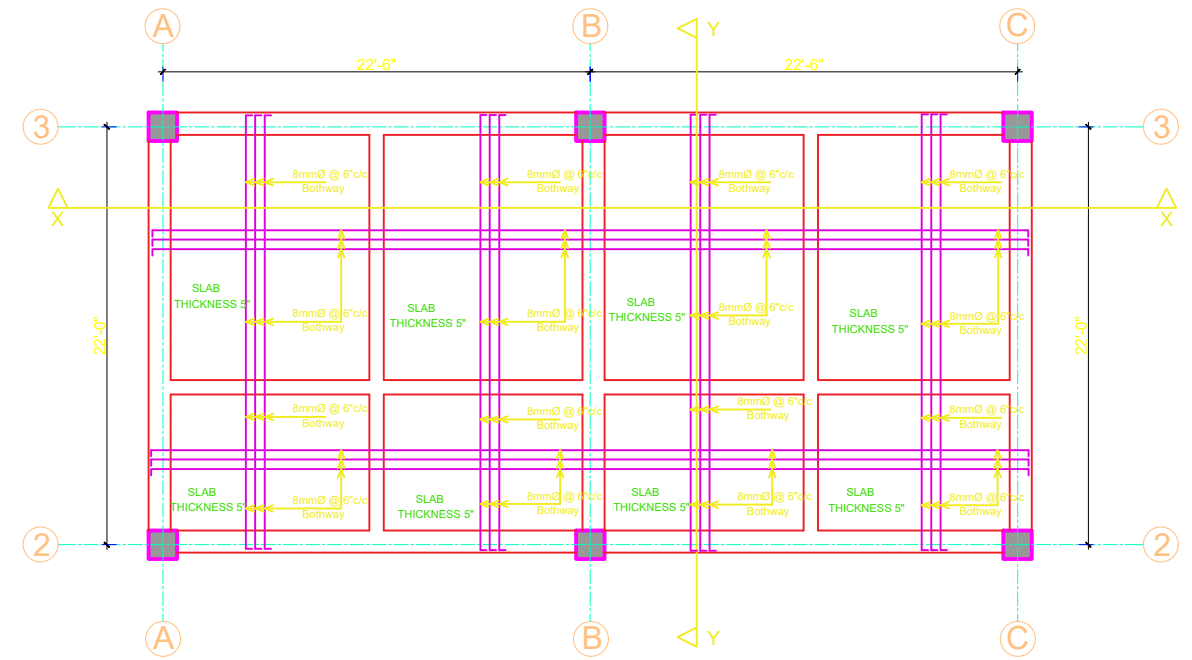 A
B
C
Y
22'-6"
22'-6"
3
3
8mmØ @ 6"c/c
Bothway
8mmØ @ 6"c/c
Bothway
8mmØ @ 6"c/c
Bothway
8mmØ @ 6"c/c
Bothway
X
X
SLAB
THICKNESS 5"
SLAB
THICKNESS 5"
SLAB
THICKNESS 5"
SLAB
THICKNESS 5"
8mmØ @ 6"c/c
Bothway
8mmØ @ 6"c/c
Bothway
8mmØ @ 6"c/c
Bothway
8mmØ @ 6"c/c
Bothway
22'-0"
22'-0"
8mmØ @ 6"c/c
Bothway
8mmØ @ 6"c/c
Bothway
8mmØ @ 6"c/c
Bothway
8mmØ @ 6"c/c
Bothway
SLAB
THICKNESS 5"
SLAB
THICKNESS 5"
SLAB
THICKNESS 5"
SLAB
THICKNESS 5"
8mmØ @ 6"c/c
Bothway
8mmØ @ 6"c/c
Bothway
8mmØ @ 6"c/c
Bothway
8mmØ @ 6"c/c
Bothway
2
2
A
B
Y
C